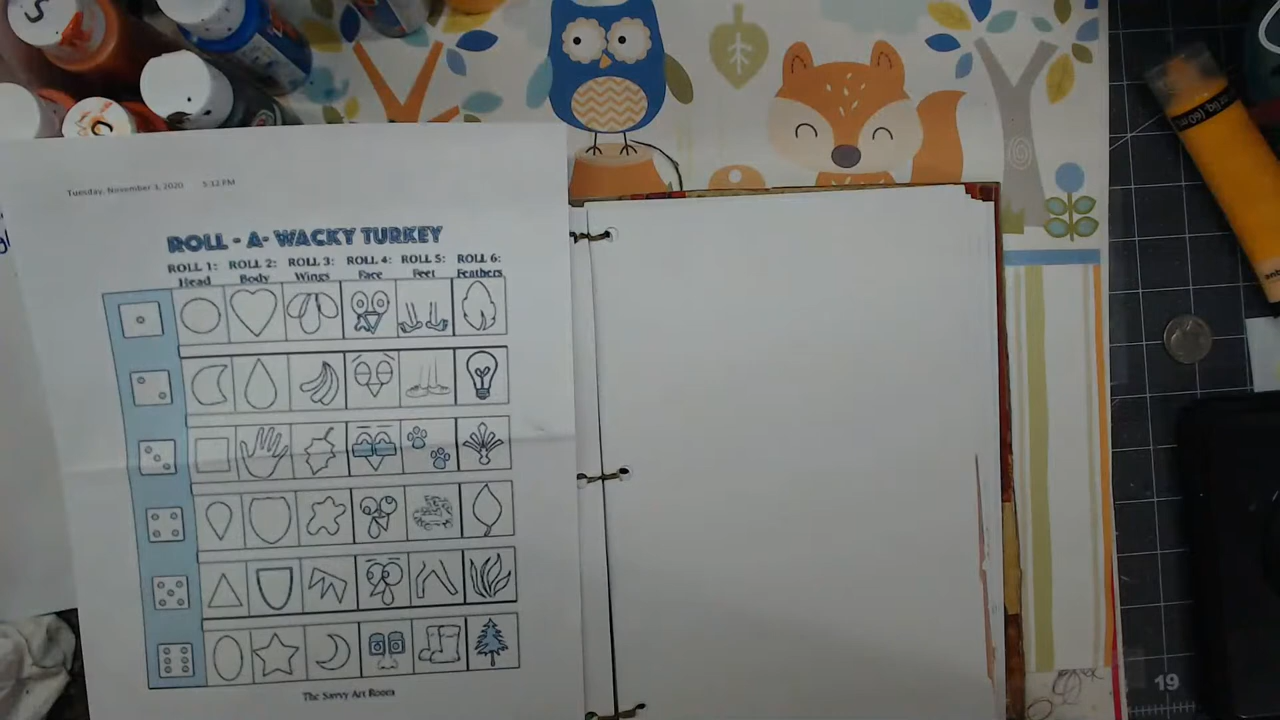 Tuesday, November 3, 2020 5:12 PM
ROLL - A- WACKY TURKEY
ROLL 1: ROLL 2: ROLL 3: ROLL 4: ROLL 5: ROLL 6:
Head Body Wings Face Feet Feathers
The Savvy Art Room
19